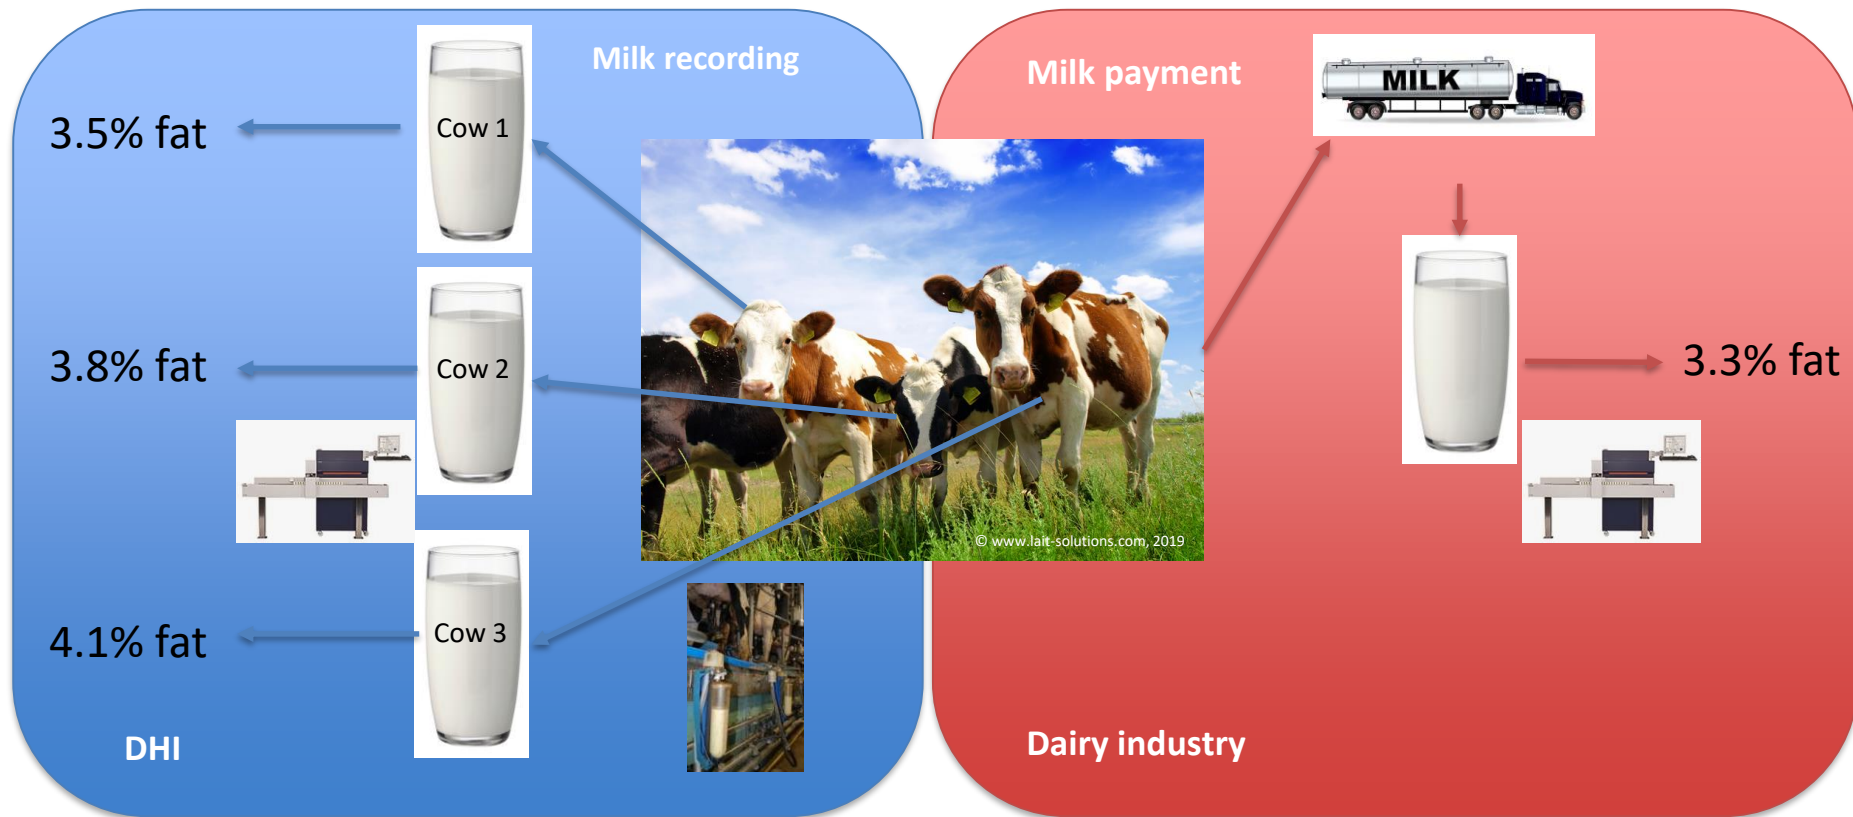 Milk recording
3.5% fat
Cow 1
3.8% fat
Cow 2
4.1% fat
Cow 3
DHI
© www.lait-solutions.com, 2019
Milk payment
MILK
3.3% fat
Dairy industry